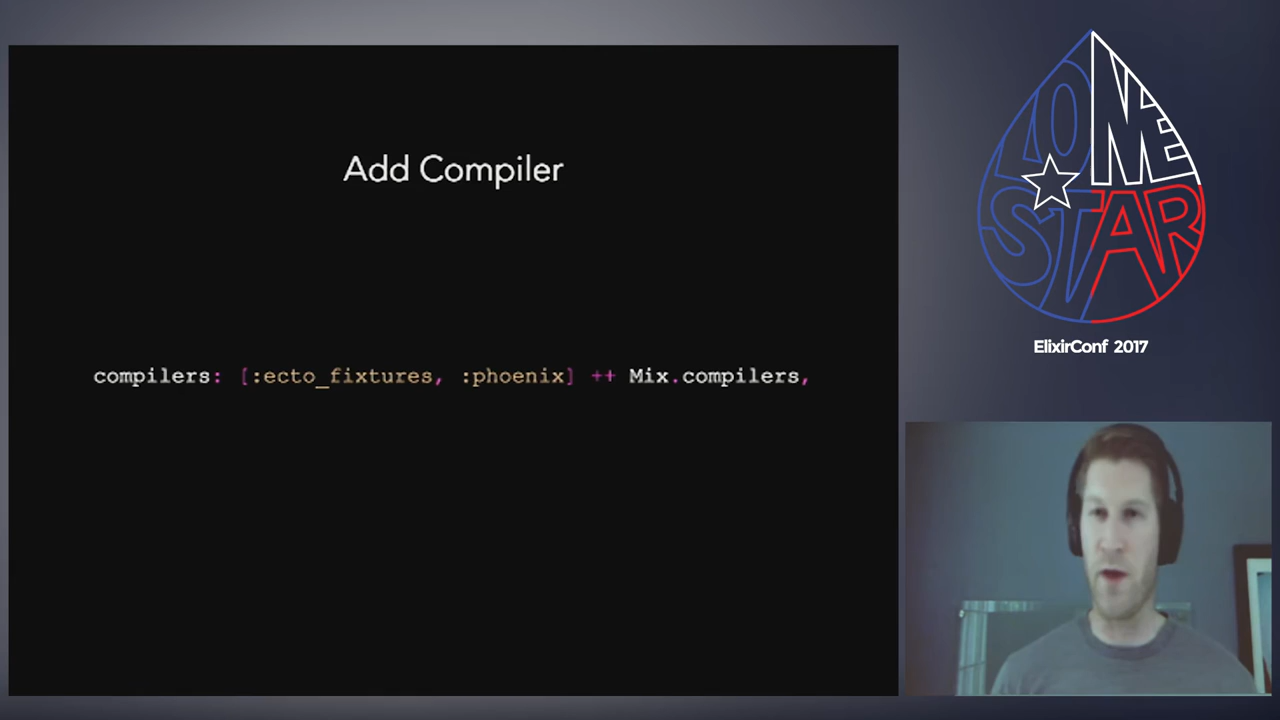 Add Compiler
compilers: [:ecto_fixtures, :phoenix] ++ Mix.compilers,
LONE
STAR
ElixirConf 2017